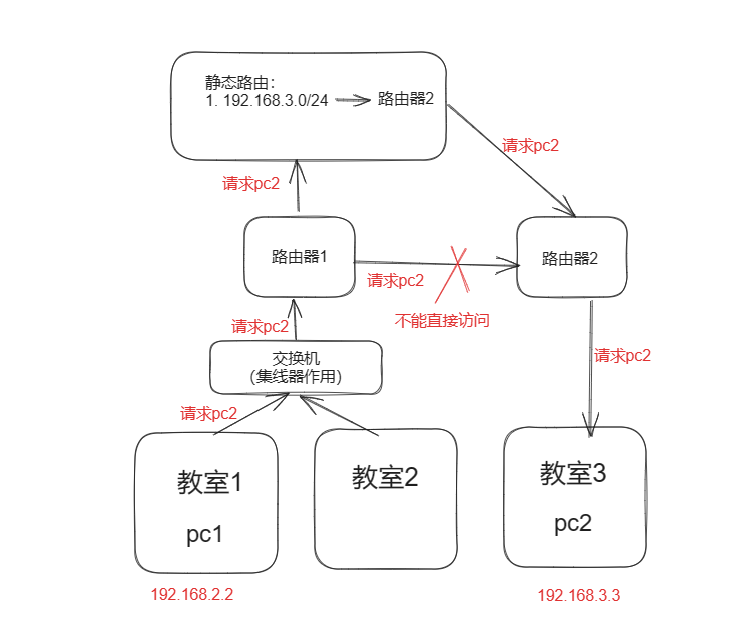 静态路由：
1. 192.168.3.0/24 路由器2
请求pc2
请求pc2
路由器1
路由器2
请求pc2
不能直接访问
请求pc2
交换机
（集线器作用）
请求pc2
请求pc2
教室1
pc1
教室2
教室3
pc2
192.168.2.2
192.168.3.3